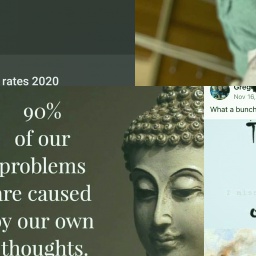 rates 2020
90%
of our
problems
are caused
by our own
thoughts.
Greg
Nov 16,
What a bunch
T